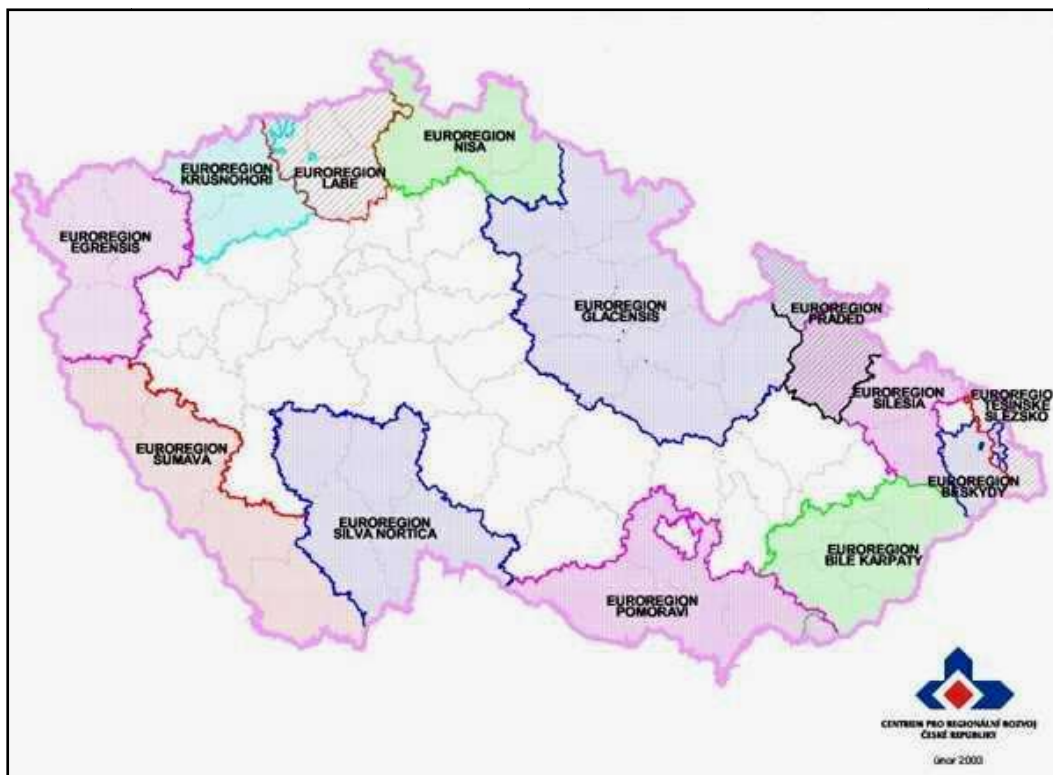 EUROREGION
NISA
EUROREGION
KRUSNOHORI
EUROREGION
LABE
EUROREGION
EGRENSIS
EUROREGION
GLACENSIS
EUROREGION
PRADED
EUROREGION
SILESIA
EUROREGIO
TESINSKE
SLEZSKO
EUROREGION
SUMAVA
EUROREGION
BESKYDY
EUROREGION
SILVA NORTICA
EUROREGION
BILE KARPATY
EUROREGION
POMORAVI
CENTRUM PRO REGIONÁLNÍ ROZVOJ
ČESKÉ REPUBLIKY
únor 2003